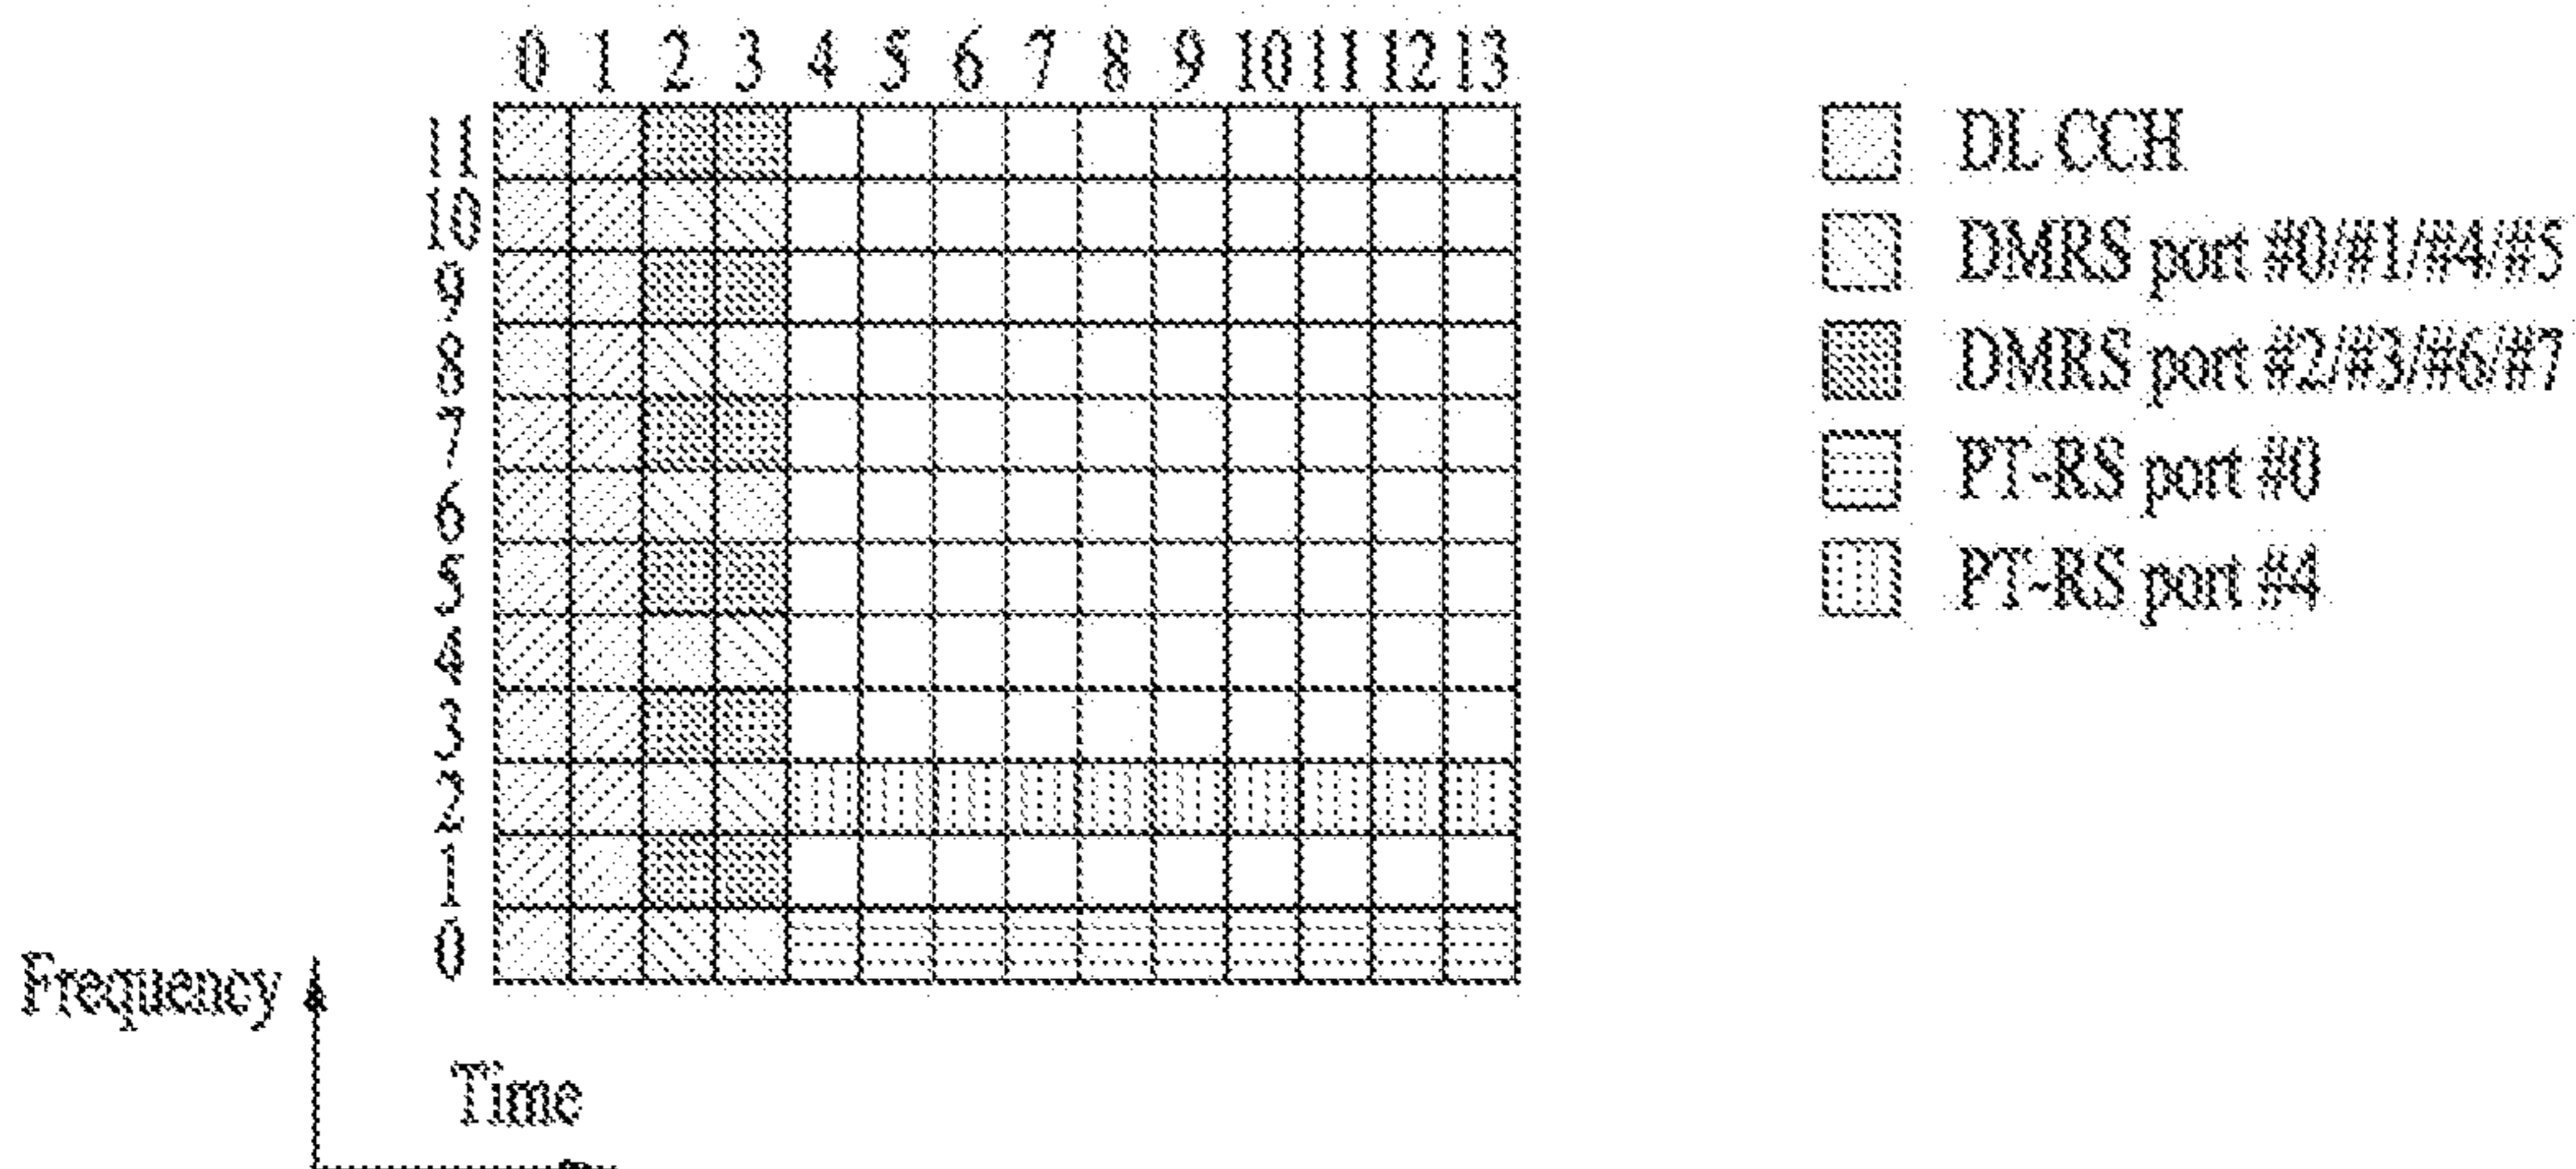 0 1 2 3 4 5 6 7 8 9 10 11 12 13
11
10
9
8
7
6
5
4
3
2
1
0
DL CCH
DMRS port #0/#1/#4/#5
DMRS port #2/#3/#6/#7
PT-RS port #0
PT-RS port #4
Frequency
Time